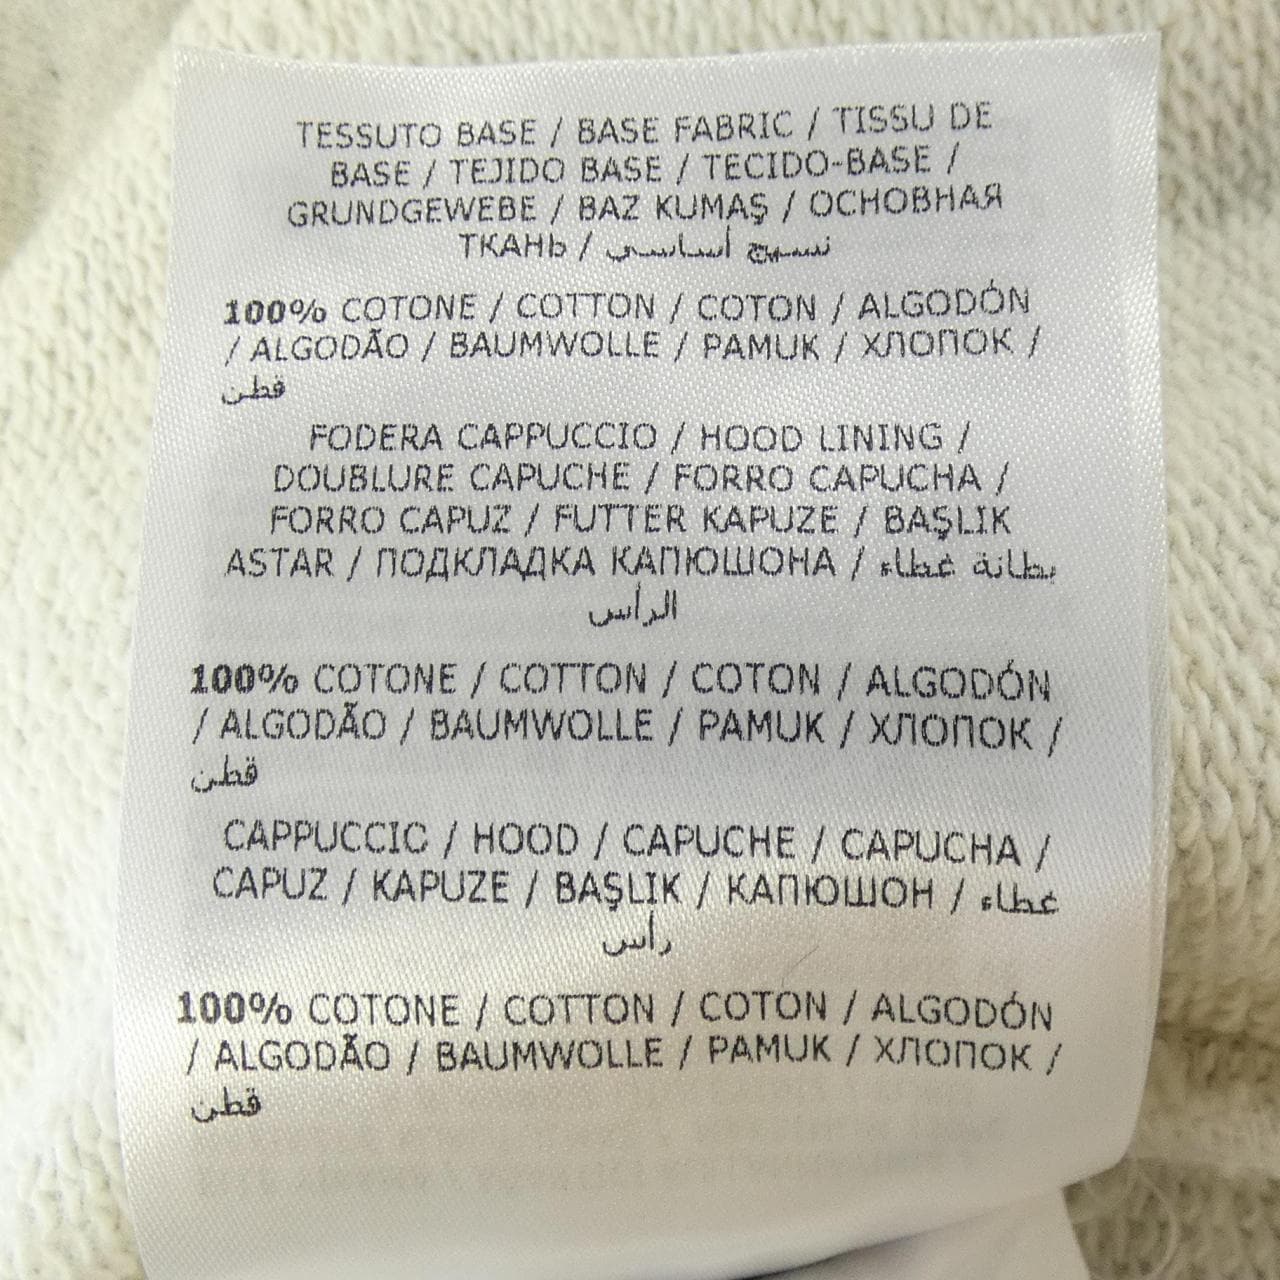 TESSUTO BASE / BASE FABRIC / TISSU DE
BASE / TEJIDO BASE / TECIDO-BASE /
GRUNDGEWEBE / BAZ KUMAŞ / ОСНОВНАЯ
ТКАНЬ / نسيج أساسي
100% COTONE / COTTON / COTON / ALGODÓN
/ ALGODÃO / BAUMWOLLE / PAMUK / ХЛОПОК /
قطن
FODERA CAPPUCCIO / HOOD LINING /
DOUBLURE CAPUCHE / FORRO CAPUCHA /
FORRO CAPUZ / FUTTER KAPUZE / BAŞLIK
ASTAR / ПОДКЛАДКА КАПЮШОНА / بطانة غطاء
الرأس
100% COTONE / COTTON / COTON / ALGODÓN
/ ALGODÃO / BAUMWOLLE / PAMUK / ХЛОПОК /
قطن
CAPPUCCIO / HOOD / CAPUCHE / CAPUCHA /
CAPUZ / KAPUZE / BAŞLIK / КАПЮШОН / غطاء
رأس
100% COTONE / COTTON / COTON / ALGODÓN
/ ALGODÃO / BAUMWOLLE / PAMUK / ХЛОПОК /
قطن